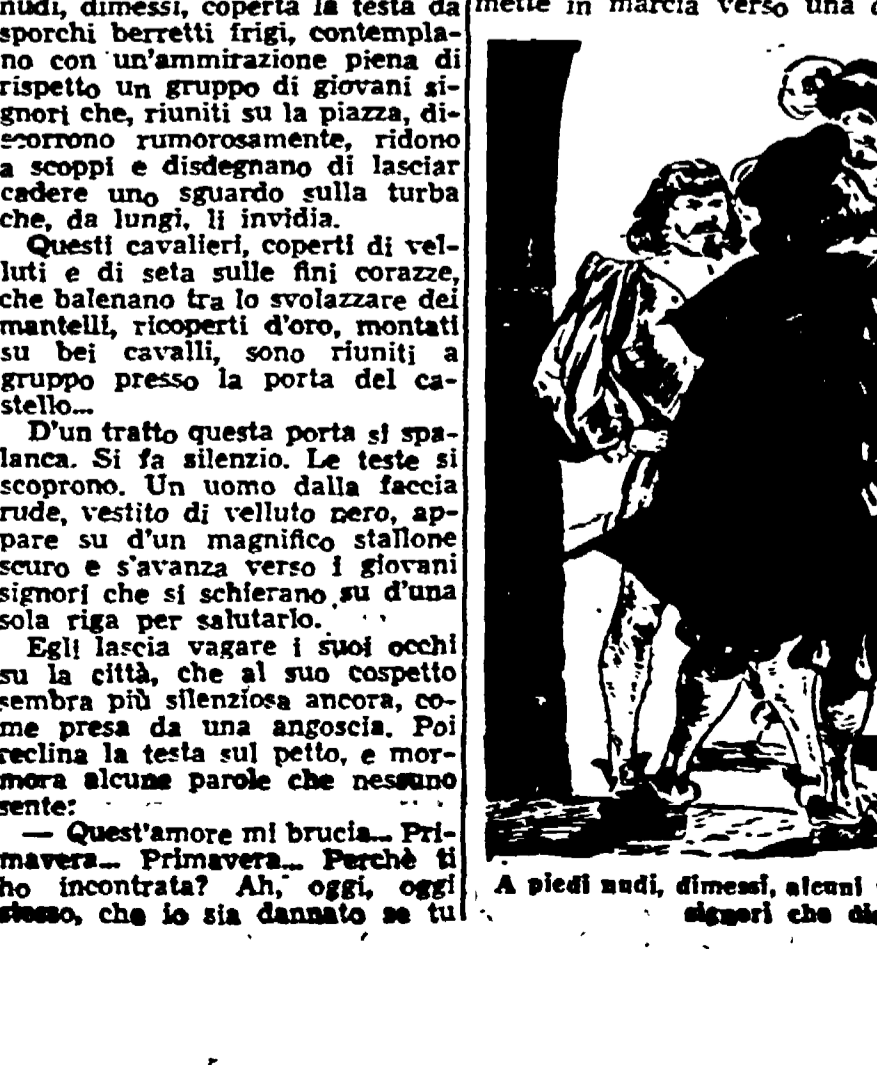 nudi, dimessi, coperta la testa da
sporchi berretti frigi, contempla-
no con un'ammirazione piena di
rispetto un gruppo di giovani si-
gnori che, riuniti su la piazza, di-
scorrono rumorosamente, ridono
a scoppi e disdegnano di lasciar
cadere uno sguardo sulla turba
che, da lungi, li invidia.
Questi cavalieri, coperti di vel-
luti e di seta sulle fini corazze,
che balenano tra lo svolazzare dei
mantelli, ricoperti d'oro, montati
su bei cavalli, sono riuniti a
gruppo presso la porta del ca-
stello...
D'un tratto questa porta si spa-
lanca. Si fa silenzio. Le teste si
scoprono. Un uomo dalla faccia
rude, vestito di velluto nero, ap-
pare su d'un magnifico stallone
scuro e s'avanza verso i giovani
signori che si schierano su d'una
sola riga per salutarlo.
Egli lascia vagare i suoi occhi
su la città, che al suo cospetto
sembra più silenziosa ancora, co-
me presa da una angoscia. Poi
reclina la testa sul petto, e mor-
mora alcune parole che nessuno
sente:
— Quest'amore mi brucia... Pri-
mavera... Primavera... Perchè ti
ho incontrata? Ah, oggi, oggi
stesso, che io sia dannato se tu
mette in marcia verso una
A piedi nudi, dimessi, alcuni
signori che